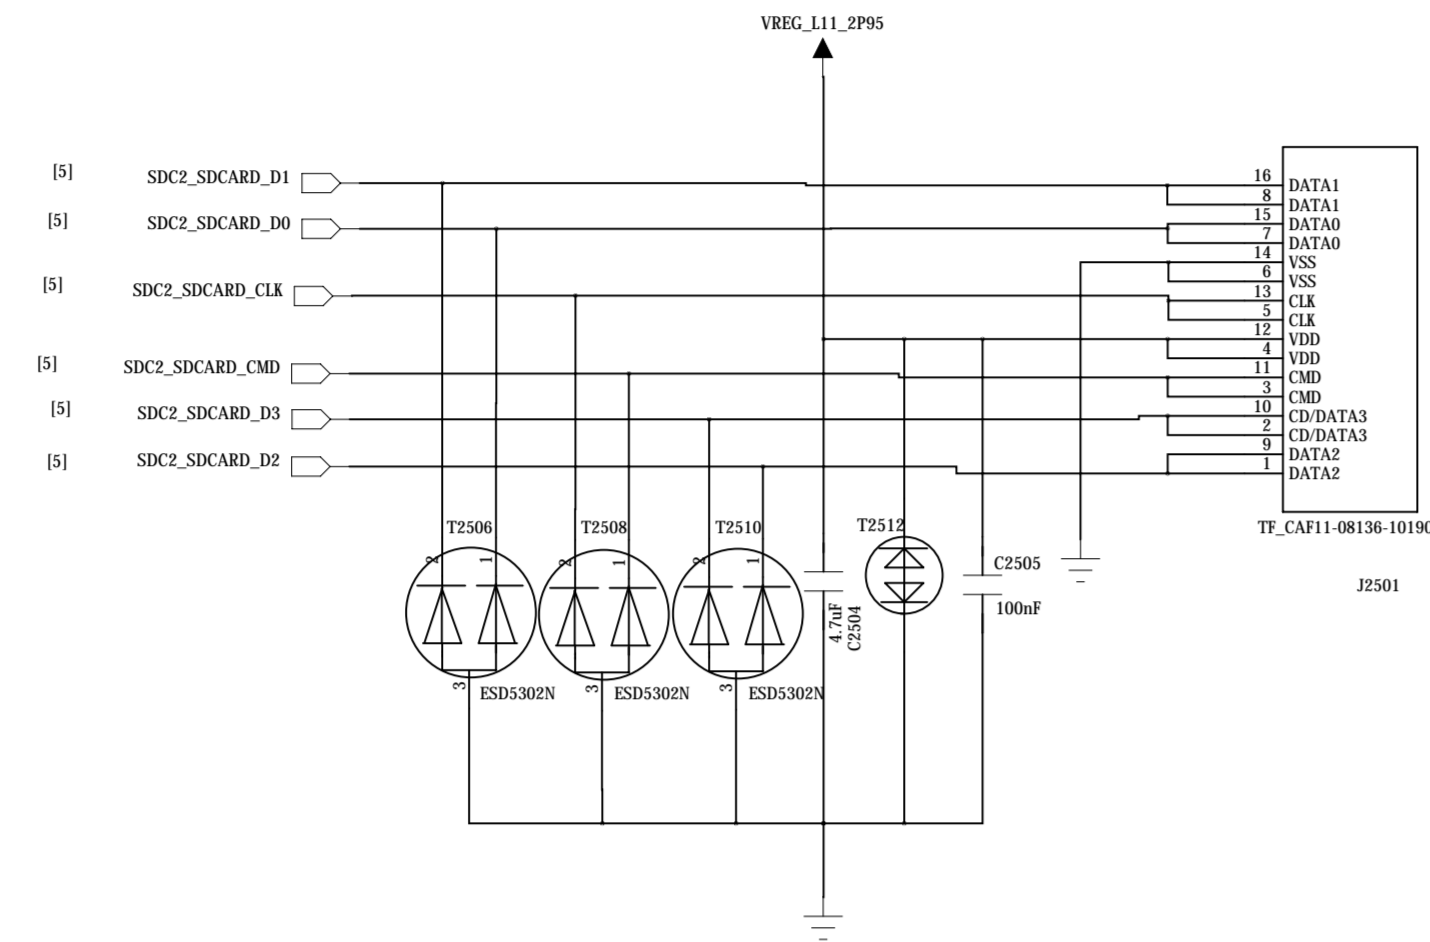 VREG_L11_2P95
[5] SDC2_SDCARD_D1
[5] SDC2_SDCARD_D0
[5] SDC2_SDCARD_CLK
[5] SDC2_SDCARD_CMD
[5] SDC2_SDCARD_D3
[5] SDC2_SDCARD_D2
16 DATA1
8 DATA1
15 DATA0
7 DATA0
14 VSS
6 VSS
13 CLK
5 CLK
12 VDD
4 VDD
11 CMD
3 CMD
10 CD/DATA3
2 CD/DATA3
9 DATA2
1 DATA2
TF_CAF11-08136-10190
J2501
T2506
2 1
3
ESD5302N
T2508
2 1
3
ESD5302N
T2510
2 1
3
ESD5302N
4.7uF
C2504
T2512
C2505
100nF